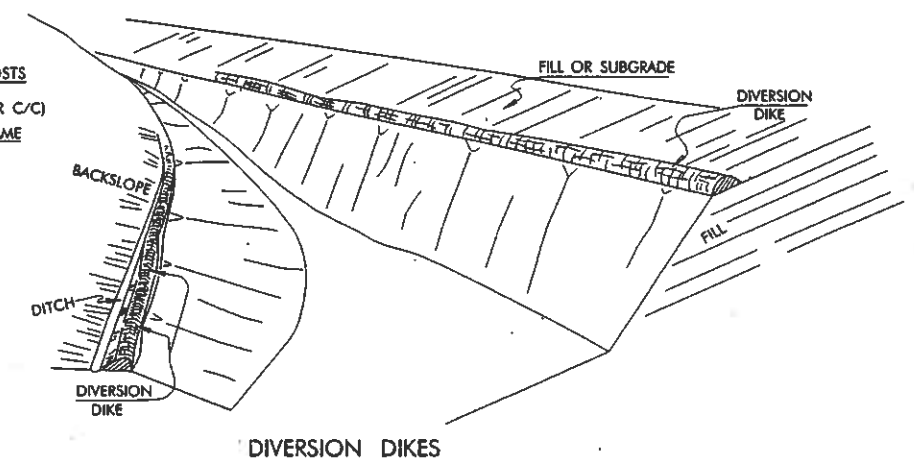 OSTS
R C/C)
ME
FILL OR SUBGRADE
DIVERSION
DIKE
BACKSLOPE
FILL
DITCH
DIVERSION
DIKE
DIVERSION DIKES